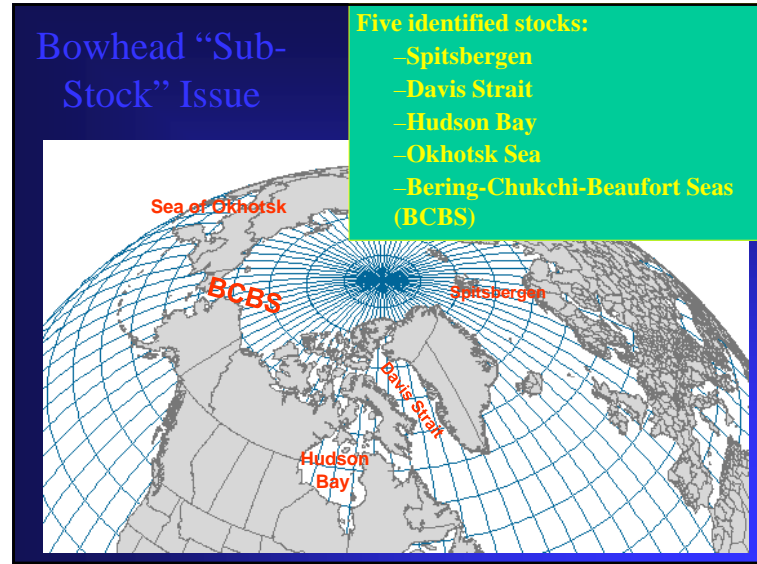 Bowhead “Sub-
Stock” Issue
Five identified stocks:
–Spitsbergen
–Davis Strait
–Hudson Bay
–Okhotsk Sea
–Bering-Chukchi-Beaufort Seas
(BCBS)
Sea of Okhotsk
BCBS
Spitsbergen
Davis Strait
Hudson
Bay